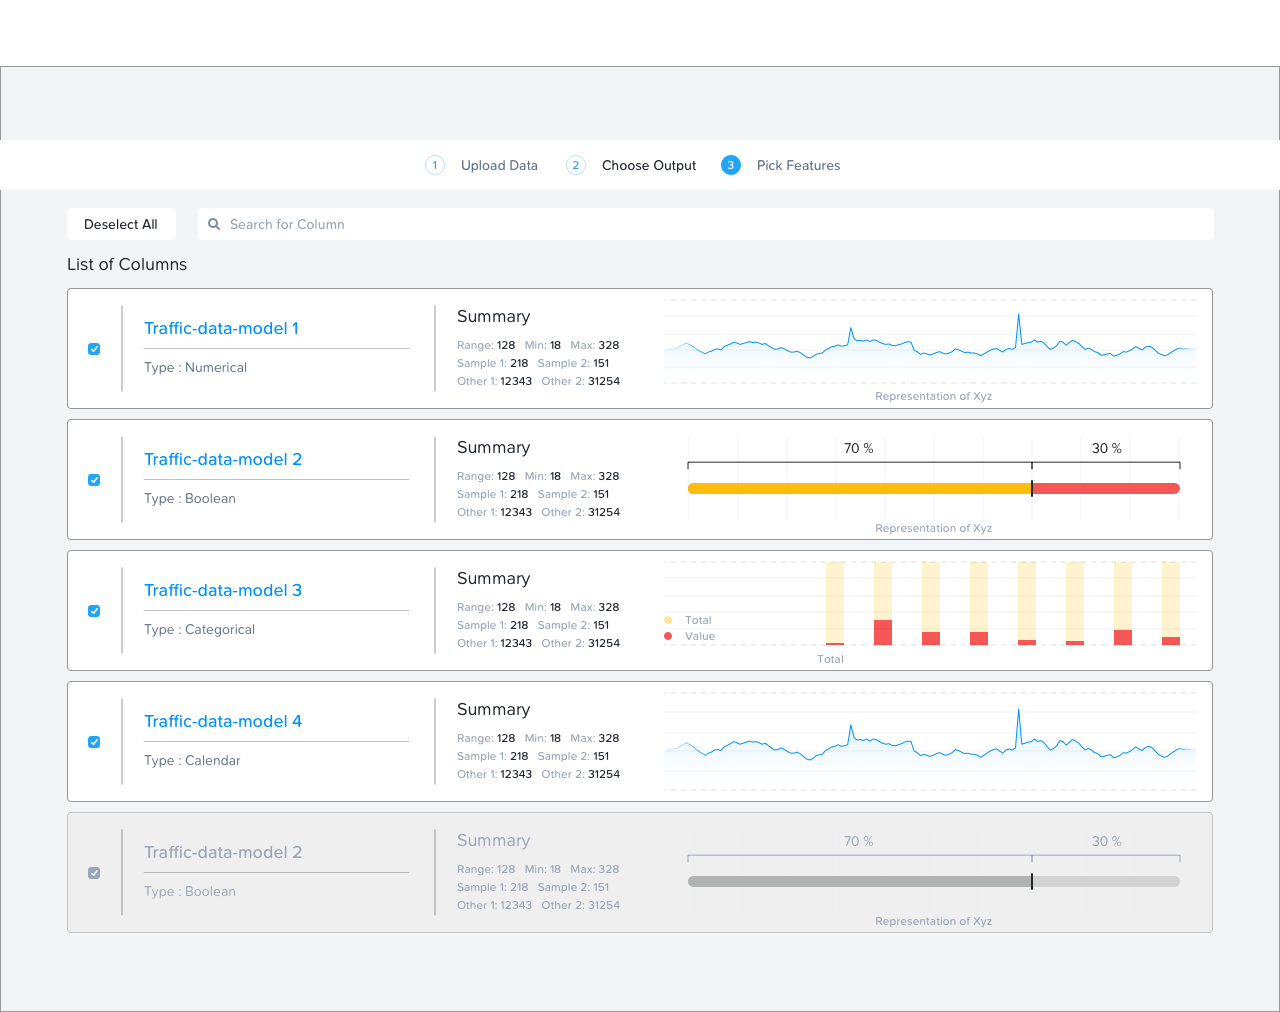 1 Upload Data 2 Choose Output 3 Pick Features
Deselect All Search for Column
List of Columns
Traffic-data-model 1
Type : Numerical
Summary
Range: 128 Min: 18 Max: 328
Sample 1: 218 Sample 2: 151
Other 1: 12343 Other 2: 31254
Representation of Xyz
Traffic-data-model 2
Type : Boolean
Summary
Range: 128 Min: 18 Max: 328
Sample 1: 218 Sample 2: 151
Other 1: 12343 Other 2: 31254
70 % 30 %
Representation of Xyz
Traffic-data-model 3
Type : Categorical
Summary
Range: 128 Min: 18 Max: 328
Sample 1: 218 Sample 2: 151
Other 1: 12343 Other 2: 31254
Total
Value
Total
Traffic-data-model 4
Type : Calendar
Summary
Range: 128 Min: 18 Max: 328
Sample 1: 218 Sample 2: 151
Other 1: 12343 Other 2: 31254
Traffic-data-model 2
Type : Boolean
Summary
Range: 128 Min: 18 Max: 328
Sample 1: 218 Sample 2: 151
Other 1: 12343 Other 2: 31254
70 % 30 %
Representation of Xyz